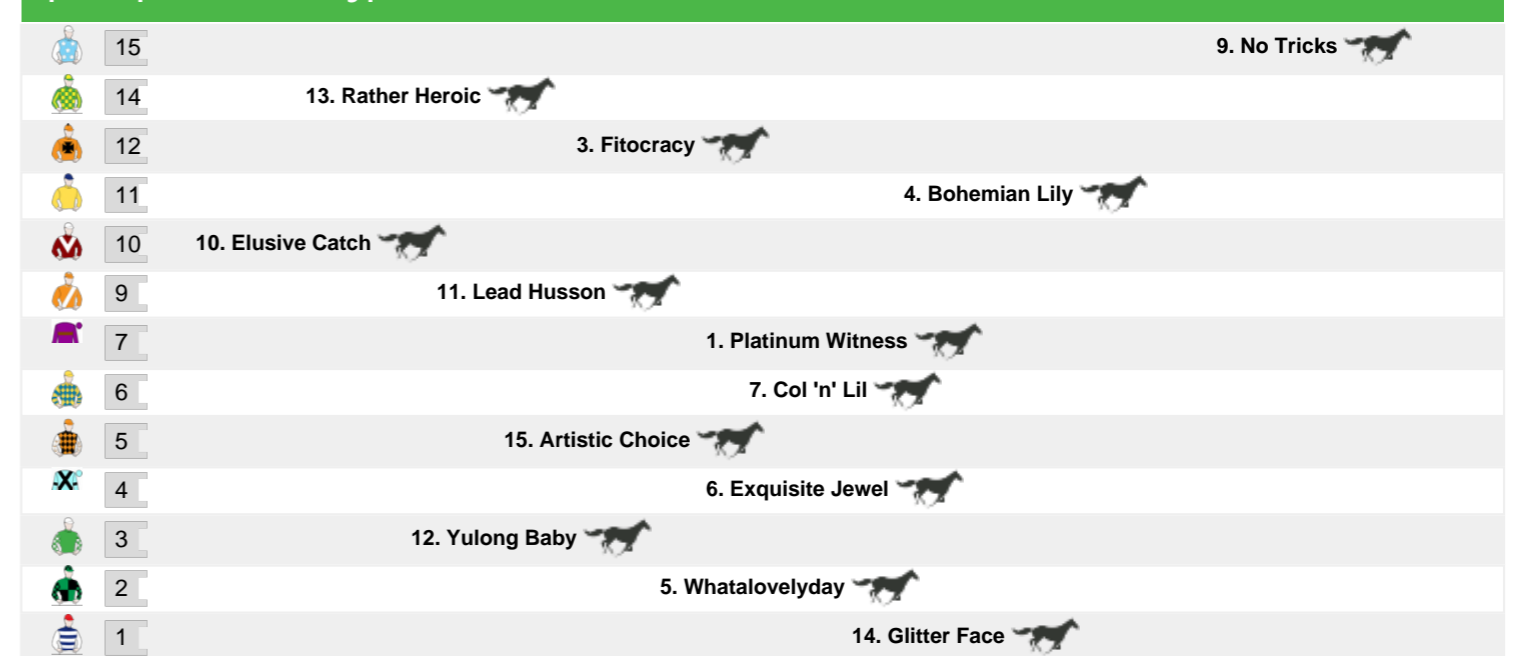 15 9. No Tricks
14 13. Rather Heroic
12 3. Fitocracy
11 4. Bohemian Lily
10 10. Elusive Catch
9 11. Lead Husson
7 1. Platinum Witness
6 7. Col 'n' Lil
5 15. Artistic Choice
4 6. Exquisite Jewel
3 12. Yulong Baby
2 5. Whatalovelyday
1 14. Glitter Face